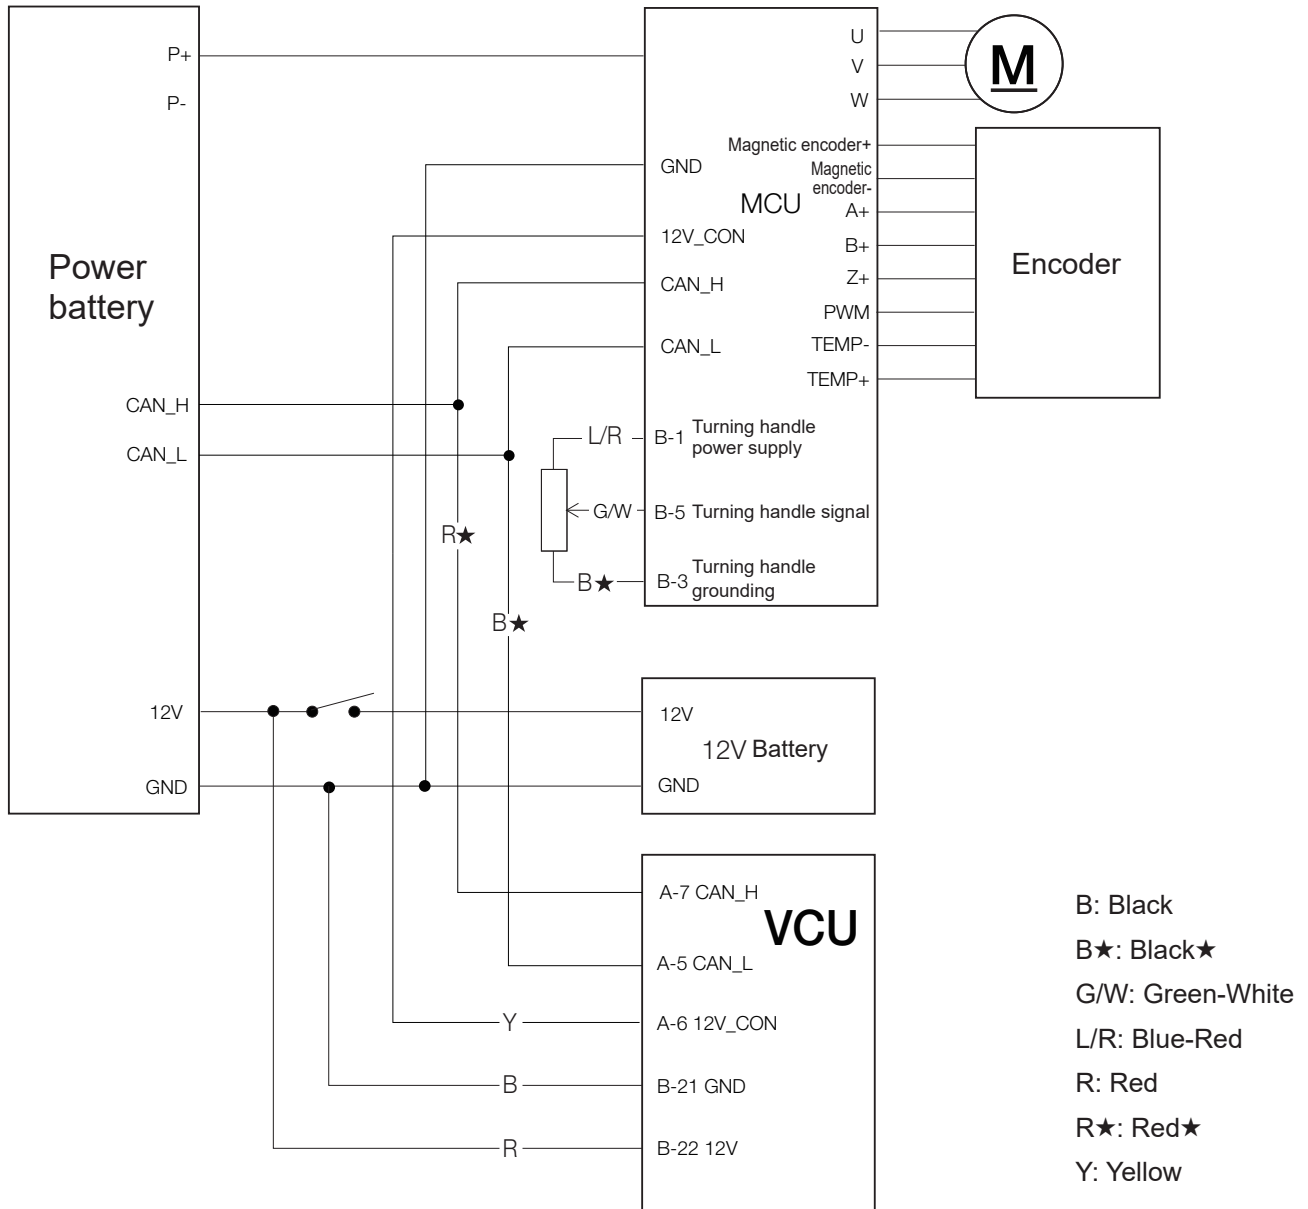 P+
P-
Power
battery
CAN_H
CAN_L
12V
GND
GND
12V_CON
CAN_H
CAN_L
MCU
U
V
W
M
Magnetic encoder+
Magnetic
encoder-
A+
B+
Z+
PWM
TEMP-
TEMP+
Encoder
L/R
B-1 Turning handle
power supply
G/W
B-5 Turning handle signal
B★
B-3 Turning handle
grounding
R★
B★
12V
12V Battery
GND
A-7 CAN_H
VCU
A-5 CAN_L
Y
A-6 12V_CON
B
B-21 GND
R
B-22 12V
B: Black
B★: Black★
G/W: Green-White
L/R: Blue-Red
R: Red
R★: Red★
Y: Yellow